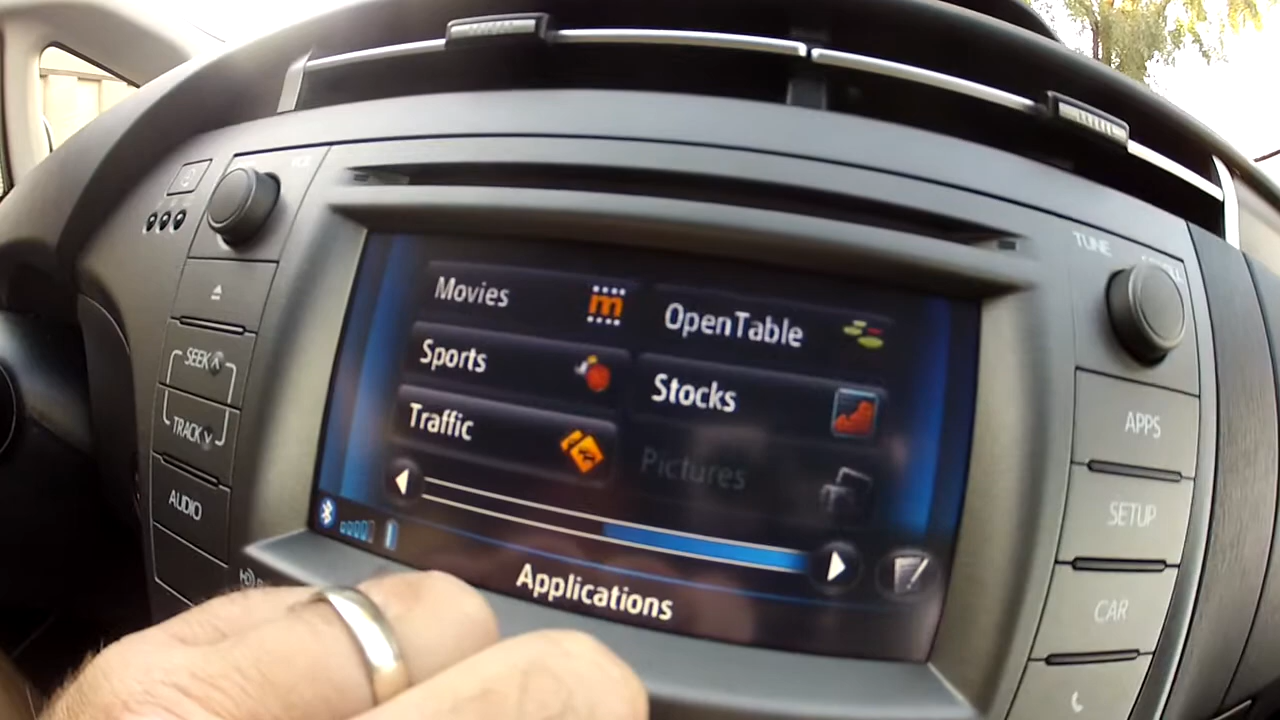 Movies
OpenTable
Sports
Stocks
Traffic
Pictures
Applications
SEEK
TRACK
AUDIO
TUNE
APPS
SETUP
CAR